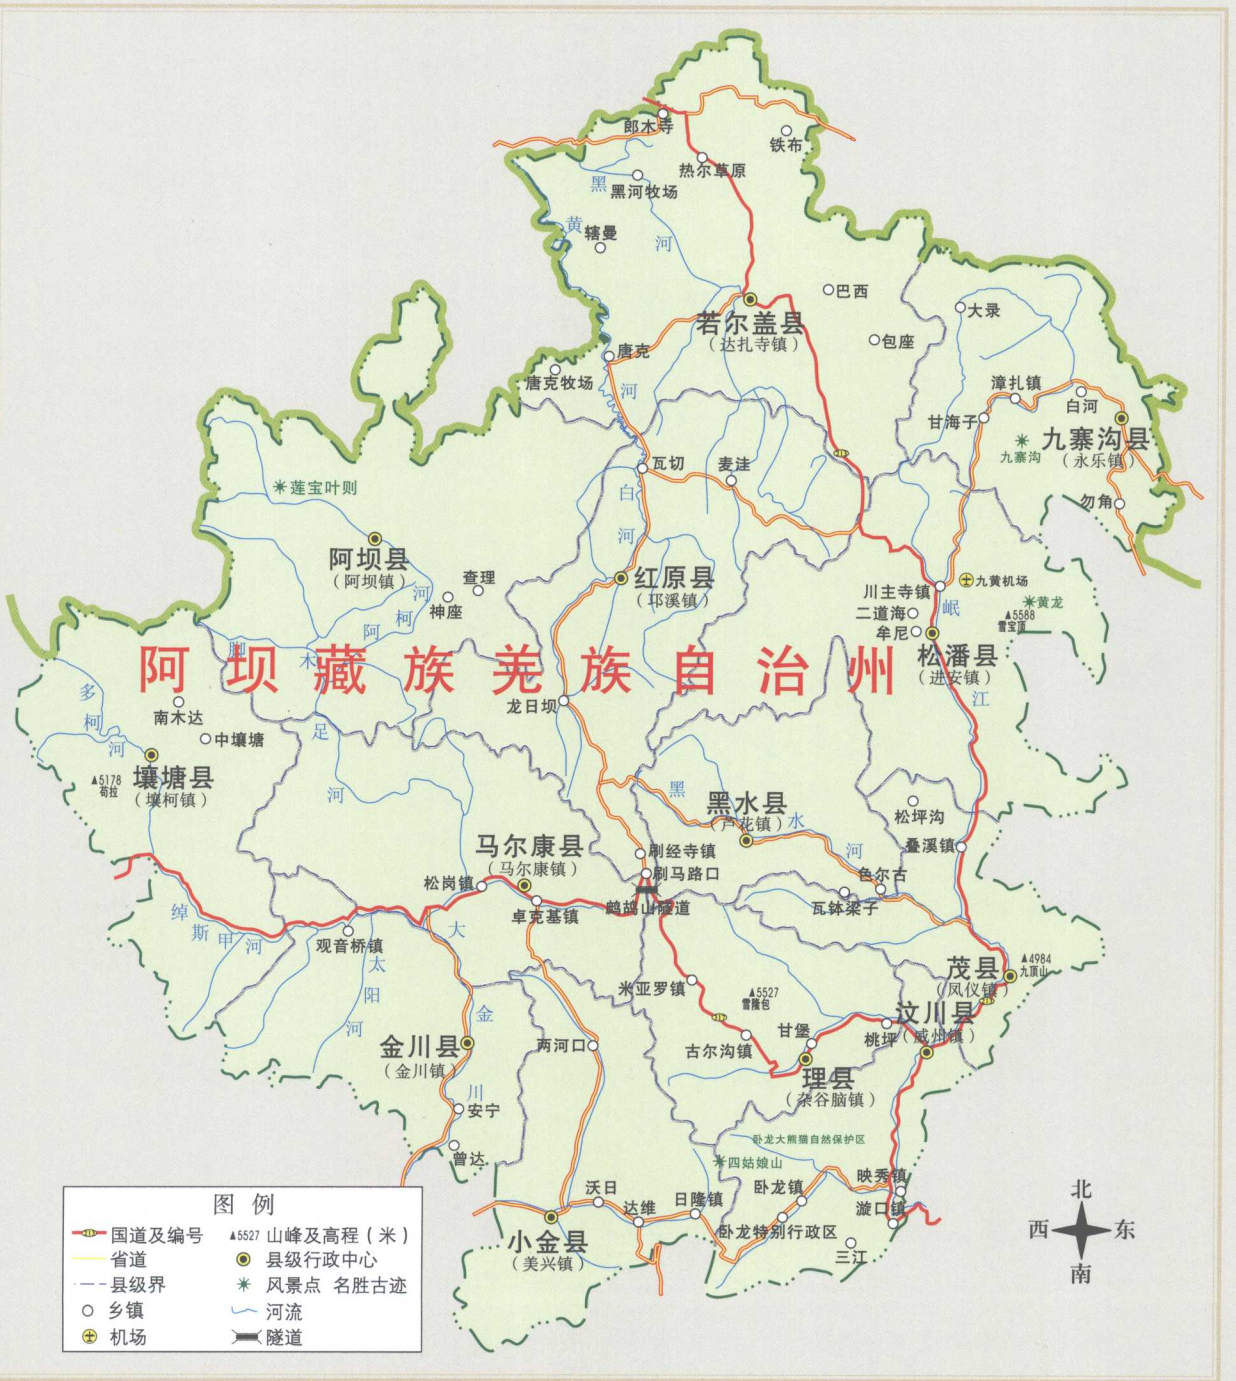 郎木寺
铁布
热尔草原
黑河牧场
黑
河
黄
辖曼
巴西
大录
若尔盖县
(达扎寺镇)
包座
唐克
唐克牧场
河
漳扎镇
白河
甘海子
九寨沟
九寨沟县
(永乐镇)
勿角
瓦切
麦洼
白
河
莲宝叶则
阿坝县
(阿坝镇)
查理
神座
河
柯
阿
红原县
(邛溪镇)
川主寺镇
九黄机场
二道海
牟尼
岷
黄龙
▲5588
雪宝顶
松潘县
(进安镇)
江
阿坝藏族羌族自治州
脚
木
足
河
多
柯
河
南木达
中壤塘
▲5178
苟拉
壤塘县
(壤柯镇)
龙日坝
黑
水
河
黑水县
(芦花镇)
松坪沟
叠溪镇
马尔康县
(马尔康镇)
刷经寺镇
刷马路口
松岗镇
卓克基镇
鹧鸪山隧道
色尔古
瓦钵梁子
绰
斯
甲
河
观音桥镇
太
阳
河
大
金
川
米亚罗镇
▲5527
雪隆包
茂县
(凤仪镇)
▲4984
九顶山
金川县
(金川镇)
两河口
古尔沟镇
甘堡
桃坪
汶川县
(威州镇)
理县
(杂谷脑镇)
安宁
曾达
卧龙大熊猫自然保护区
四姑娘山
映秀镇
漩口镇
沃日
达维
日隆镇
卧龙镇
卧龙特别行政区
三江
小金县
(美兴镇)
图 例
国道及编号
▲5527 山峰及高程(米)
省道
县级行政中心
县级界
风景点 名胜古迹
乡镇
河流
机场
隧道
北
西
东
南